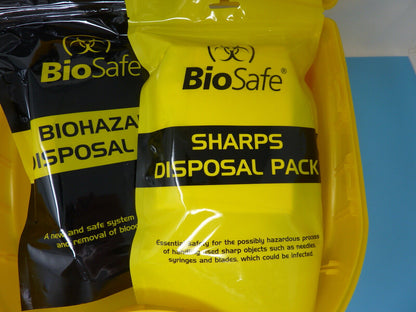 BioSafe
BIOHAZA
DISPOSAL
A new and safe system
and removal of blood
BioSafe®
SHARPS
DISPOSAL PACK
Essential safety for the possibly hazardous process
of handling used sharp objects such as needles,
syringes and blades, which could be infected.